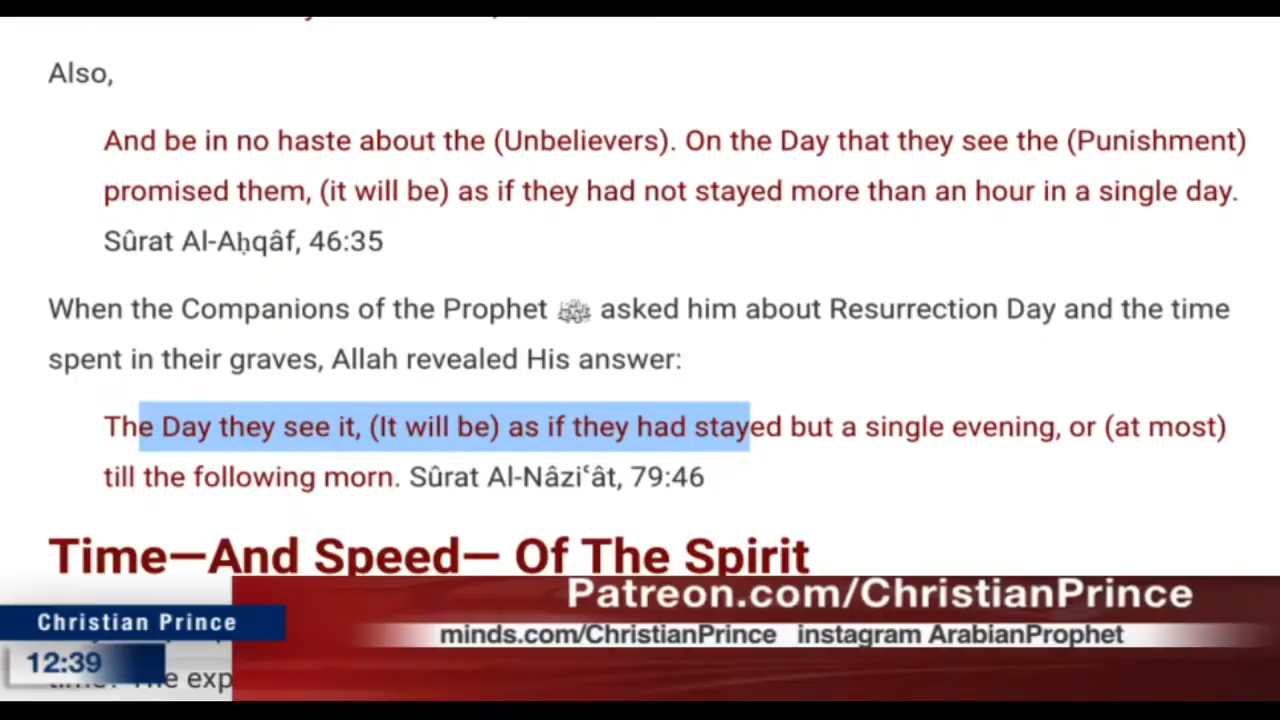 Also,
And be in no haste about the (Unbelievers). On the Day that they see the (Punishment)
promised them, (it will be) as if they had not stayed more than an hour in a single day.
Sûrat Al-Aḥqâf, 46:35
When the Companions of the Prophet ﷺ asked him about Resurrection Day and the time
spent in their graves, Allah revealed His answer:
The Day they see it, (It will be) as if they had stayed but a single evening, or (at most)
till the following morn. Sûrat Al-Nâziʿât, 79:46
Time—And Speed— Of The Spirit
Patreon.com/ChristianPrince
Christian Prince
minds.com/ChristianPrince instagram ArabianProphet
12:39